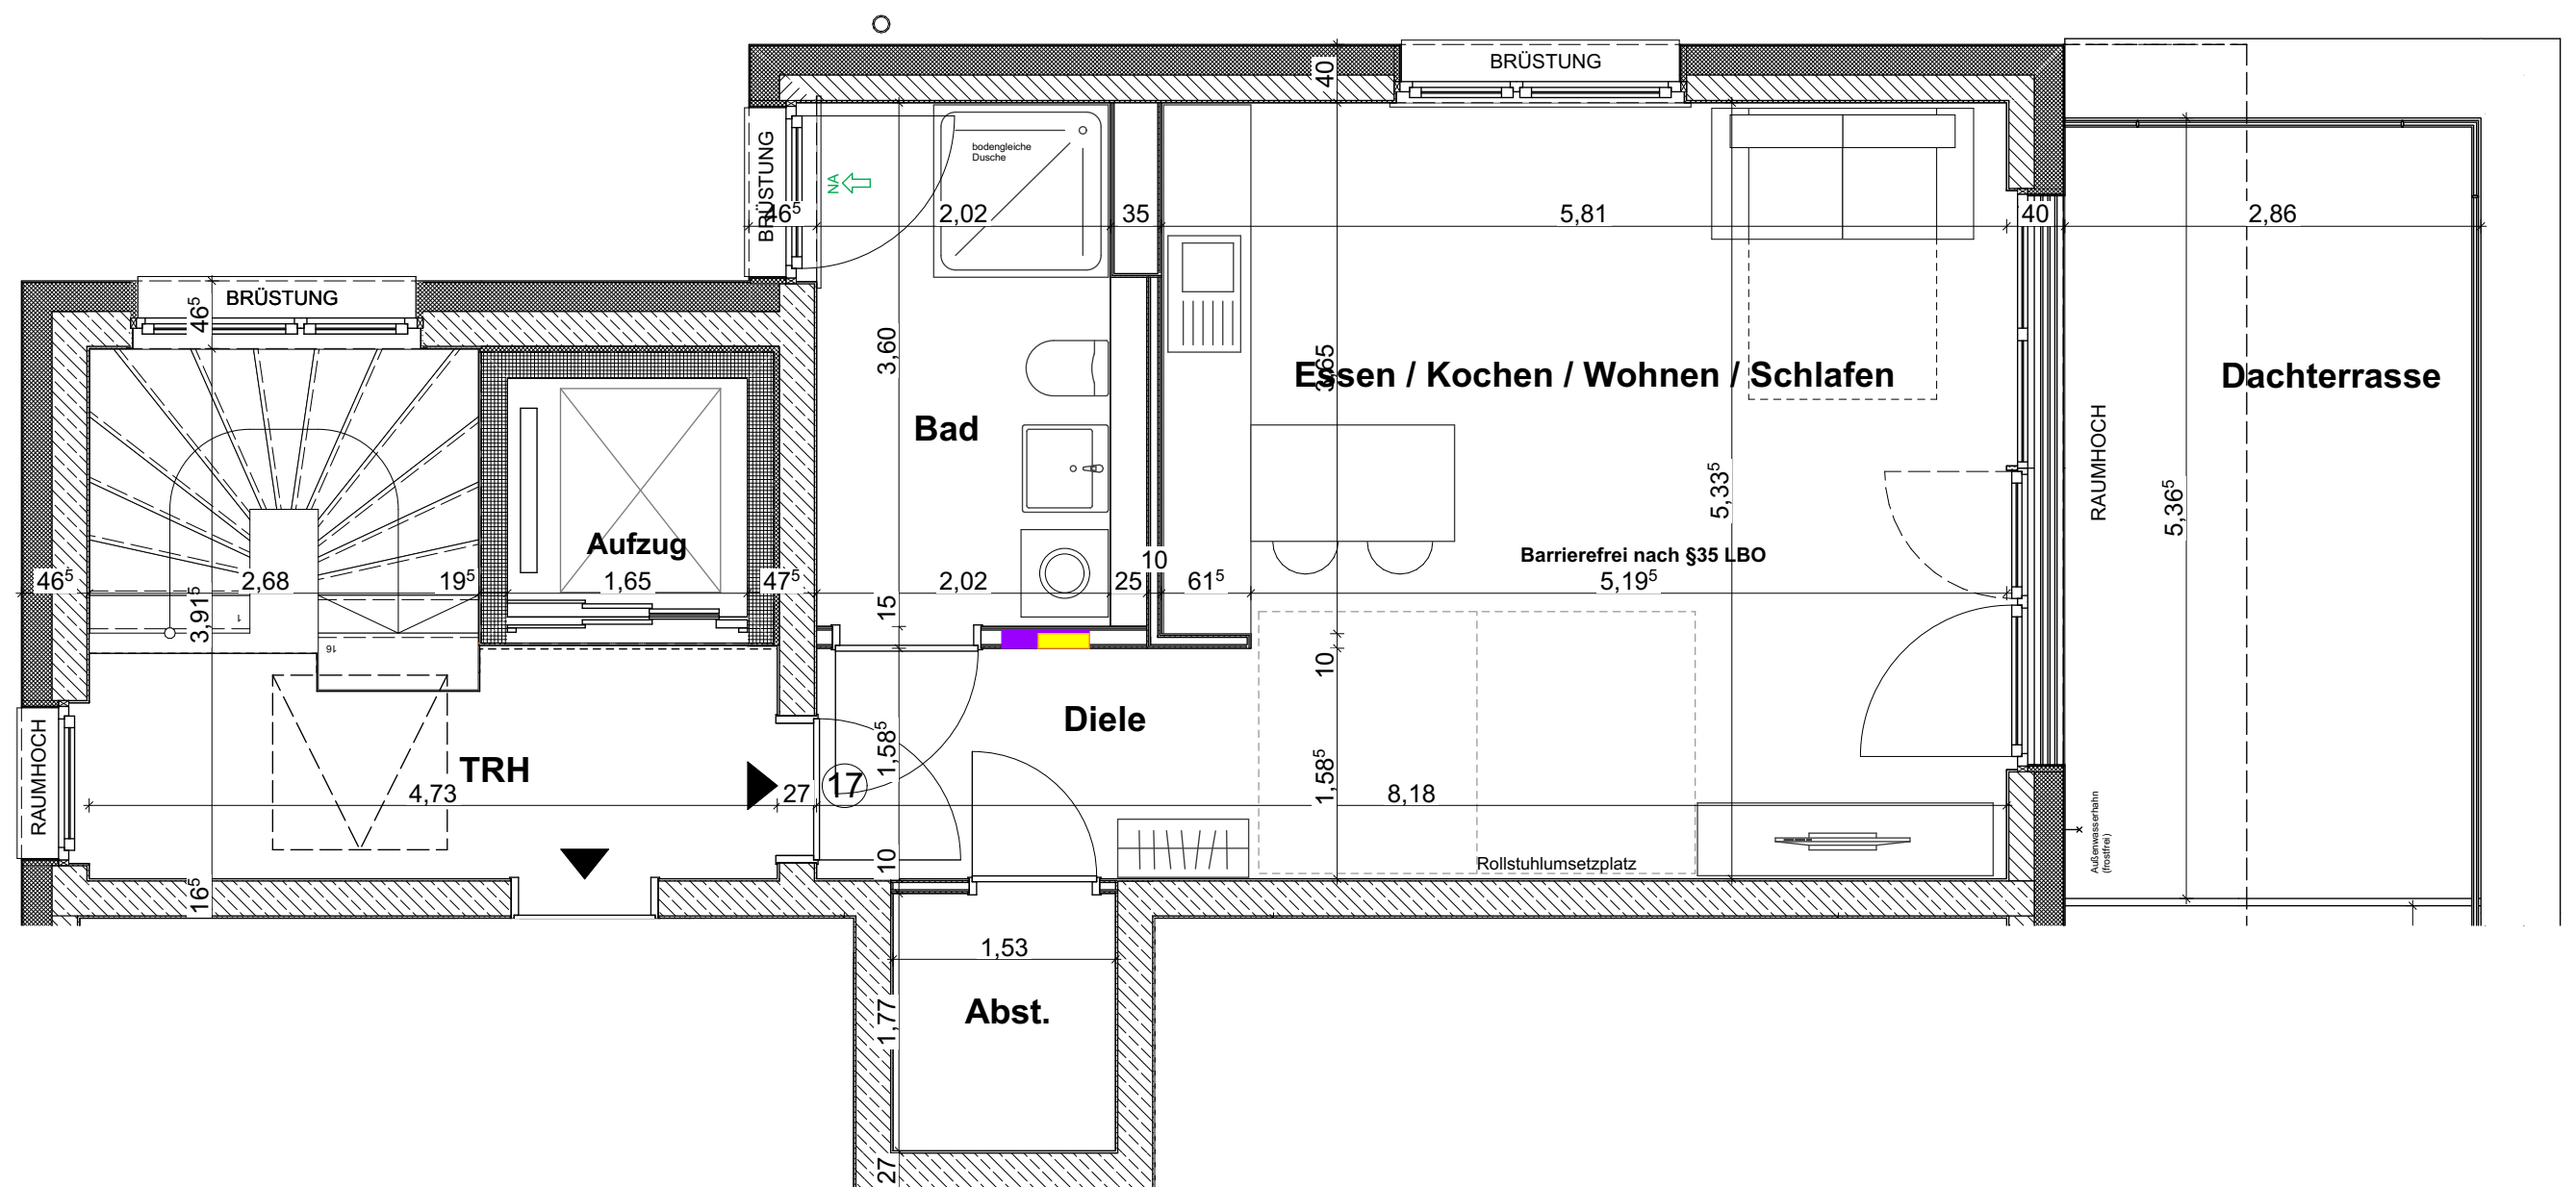 40
BRÜSTUNG
BRÜSTUNG
NA
bodengleiche
Dusche
46⁵
2,02
35
5,81
40
2,86
BRÜSTUNG
46⁵
3,60
3,65
Essen / Kochen / Wohnen / Schlafen
Dachterrasse
Bad
RAUMHOCH
5,33⁵
5,36⁵
Aufzug
Barrierefrei nach §35 LBO
46⁵
2,68
19⁵
1,65
47⁵
2,02
25
10
61⁵
5,19⁵
3,91⁵
1
16
15
10
Diele
RAUMHOCH
TRH
4,73
27
17
1,58⁵
1,58⁵
8,18
Außenwasserhahn
(frostfrei)
10
Rollstuhlumsetzplatz
16⁵
1,53
1,77
Abst.
27